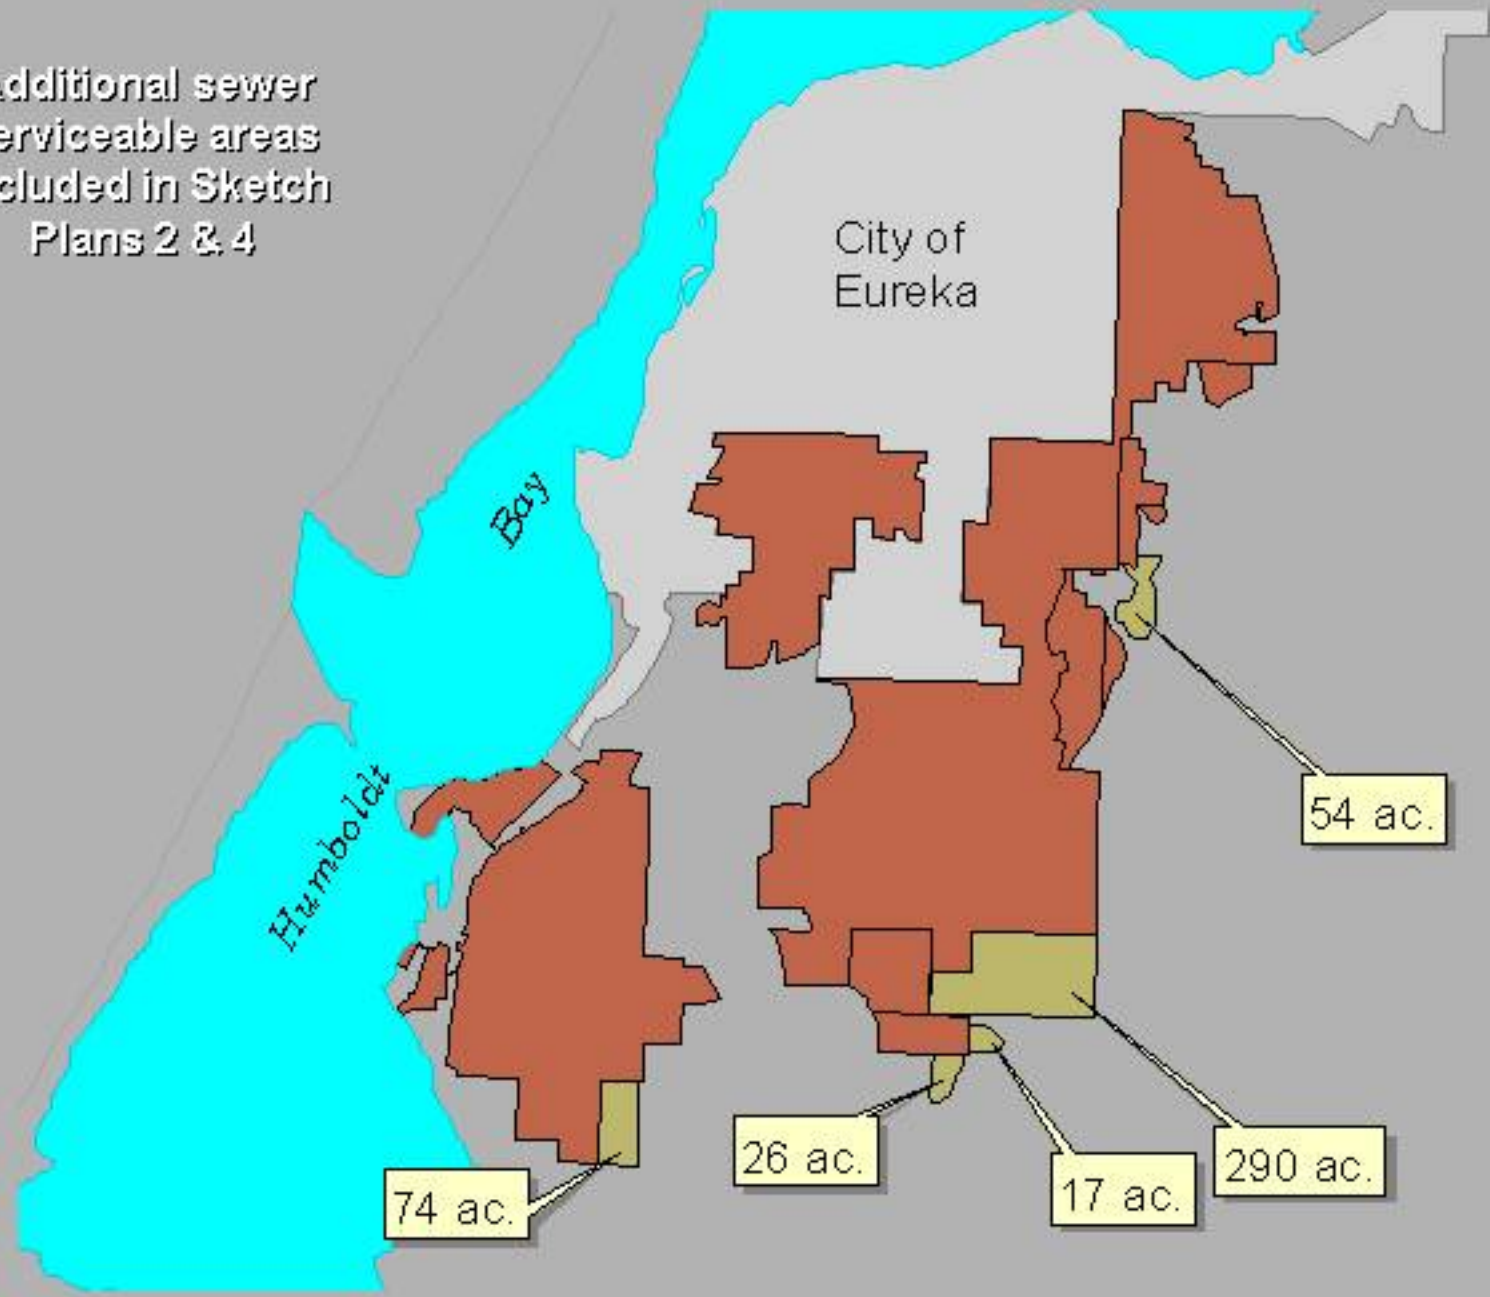 dditional sewer
erviceable areas
cluded in Sketch
Plans 2 & 4
City of
Eureka
Bay
Humboldt
54 ac.
290 ac.
26 ac.
17 ac.
74 ac.